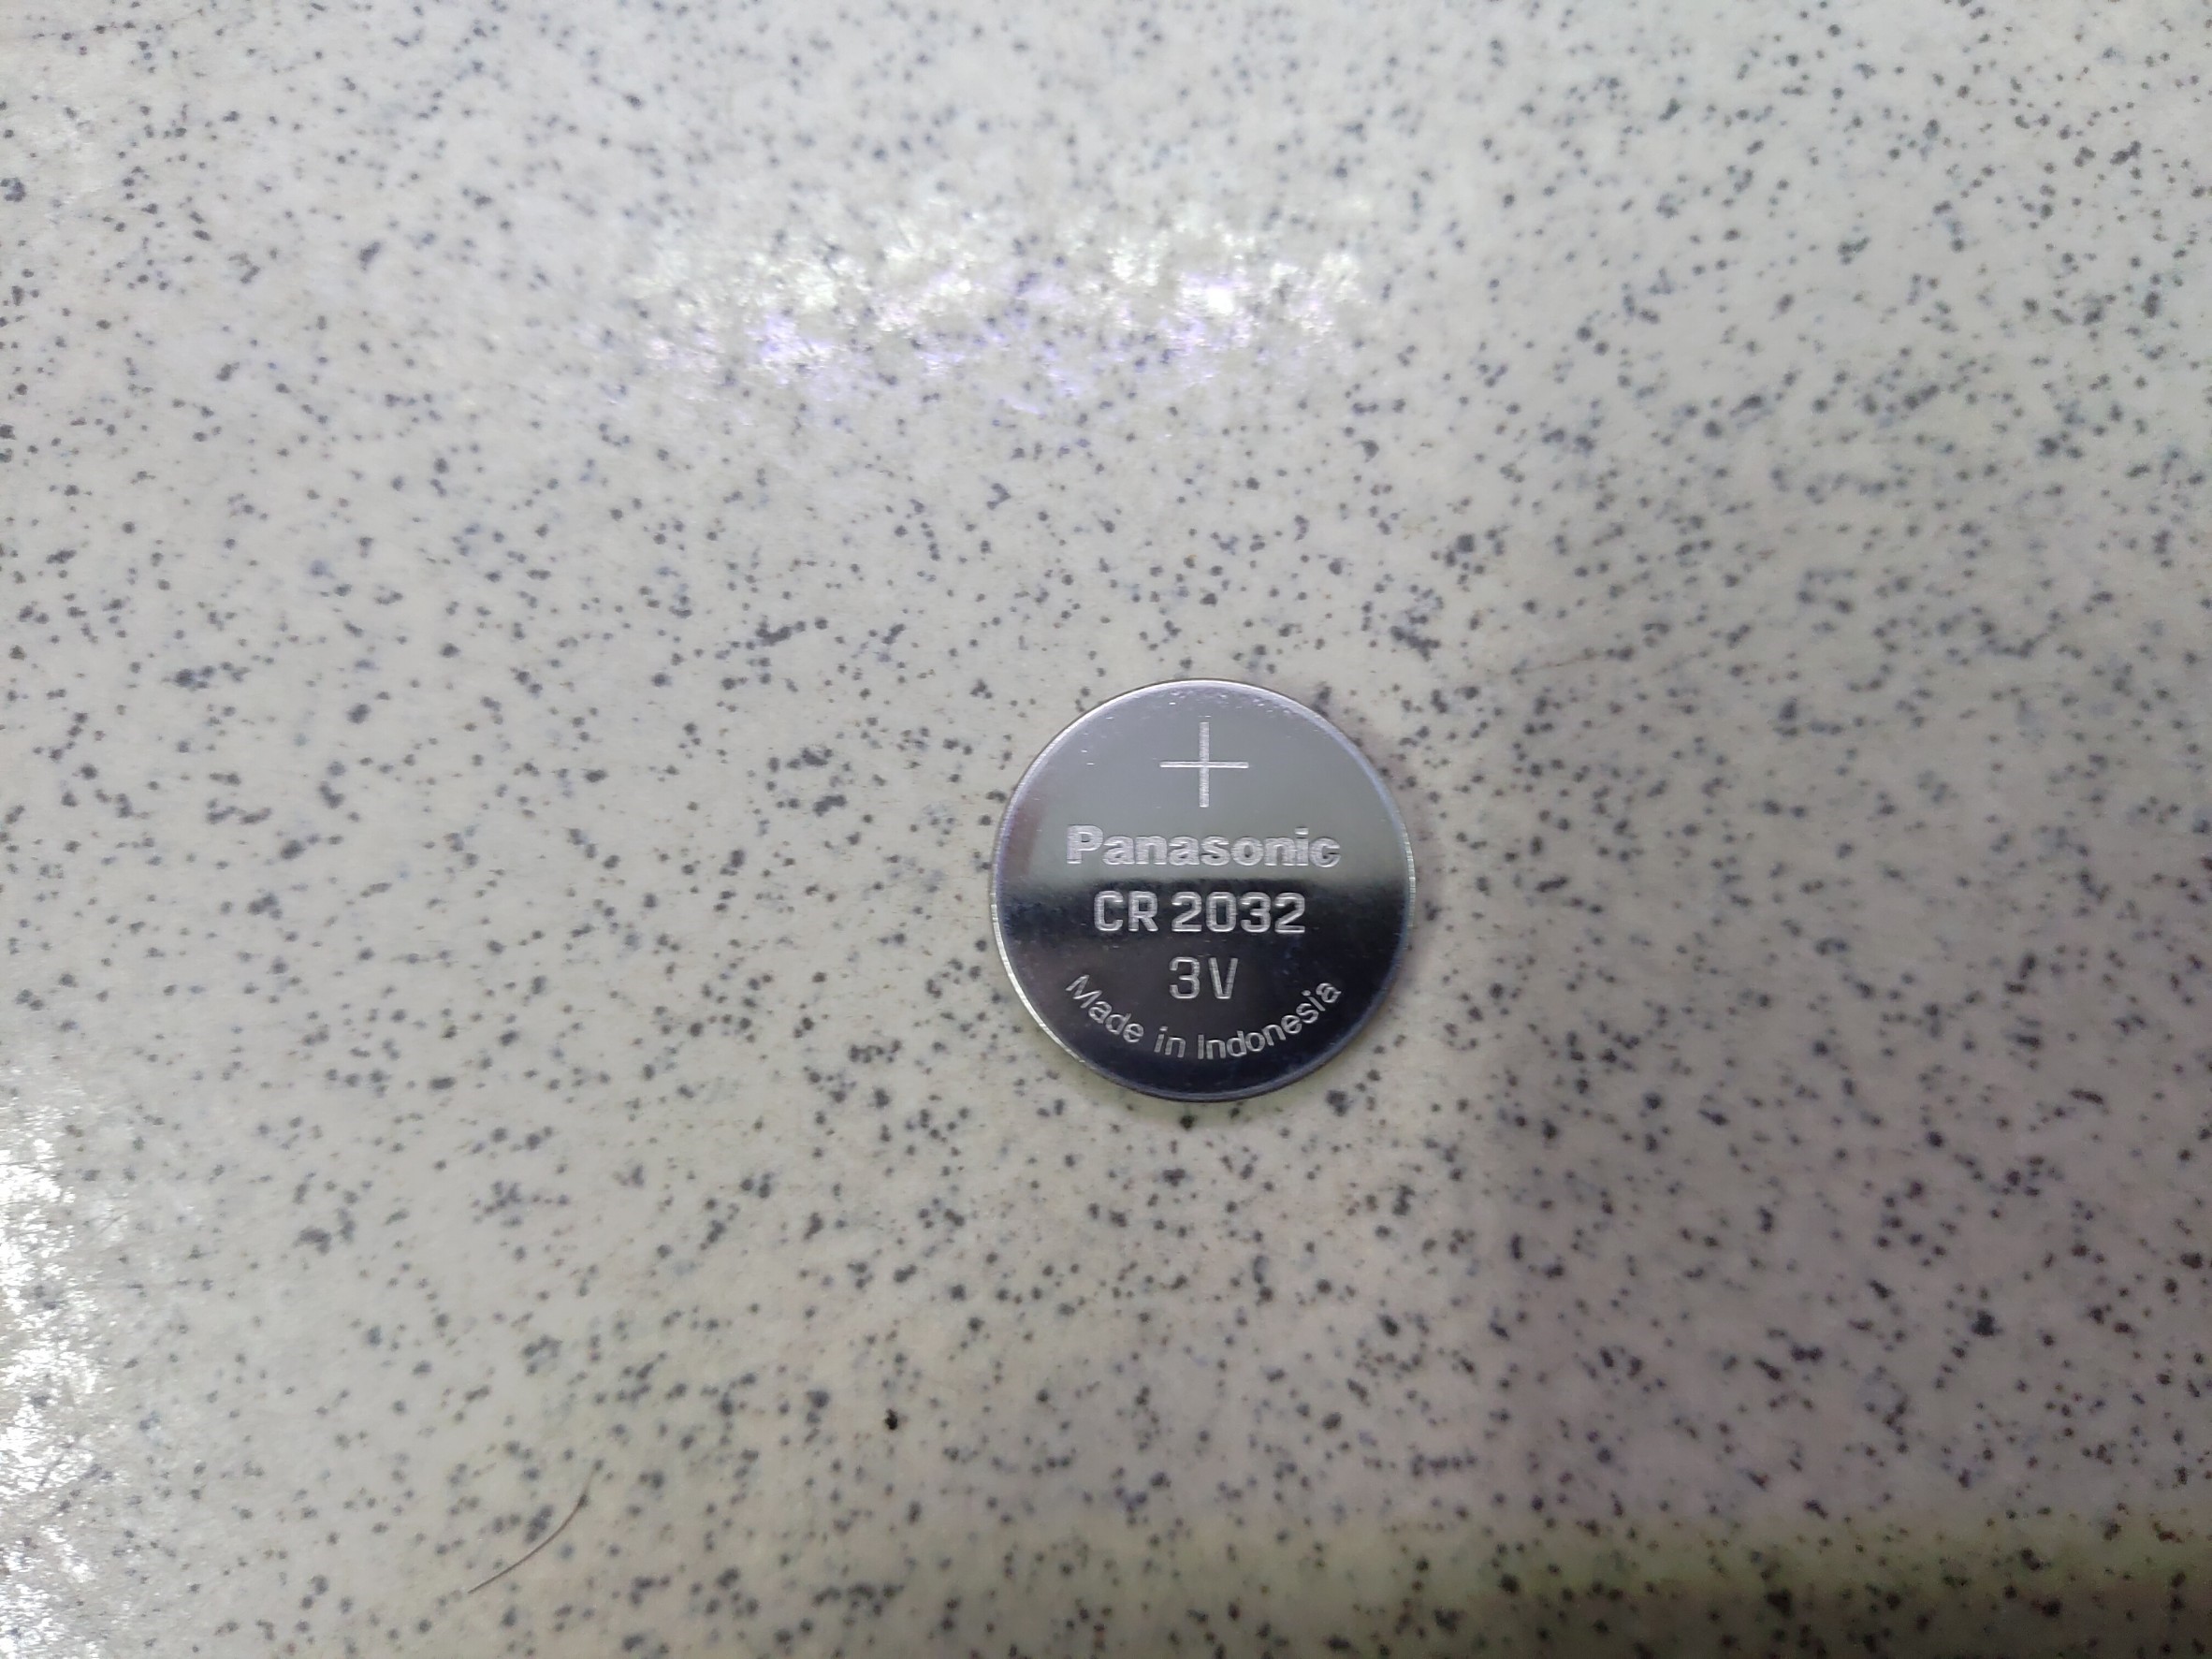 +
Panasonic
CR 2032
3V
Made in Indonesia